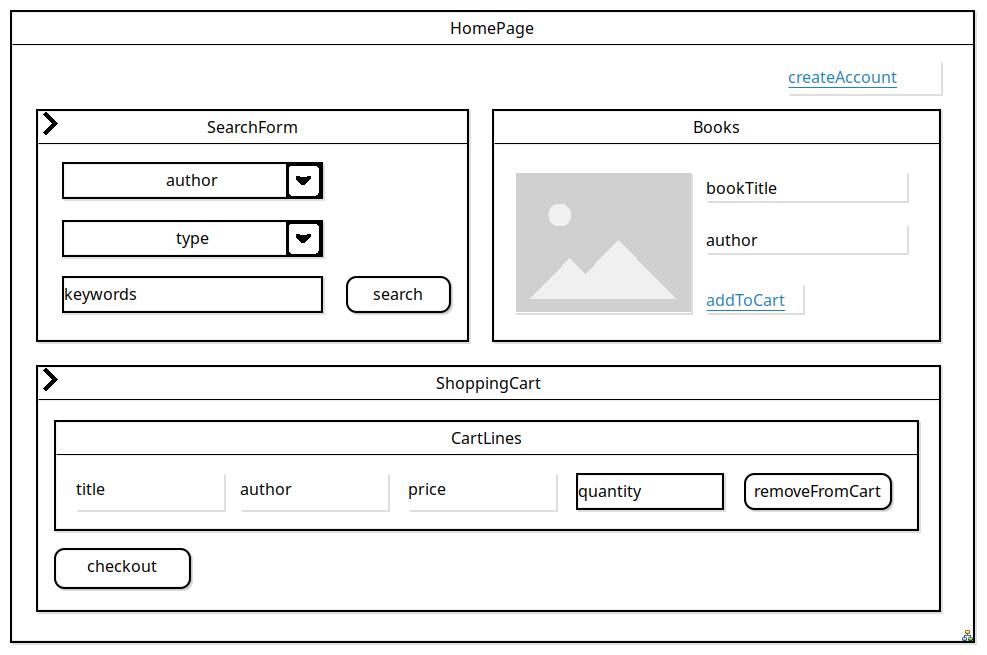 HomePage
createAccount
SearchForm
author
type
keywords
search
Books
bookTitle
author
addToCart
ShoppingCart
CartLines
title
author
price
quantity
removeFromCart
checkout